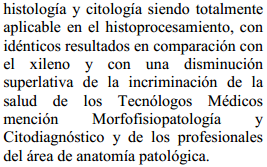 histología y citología siendo totalmente
aplicable en el histoprocesamiento, con
idénticos resultados en comparación con
el xileno y con una disminución
superlativa de la incriminación de la
salud de los Tecnólogos Médicos
mención Morfofisiopatología y
Citodiagnóstico y de los profesionales
del área de anatomía patológica.